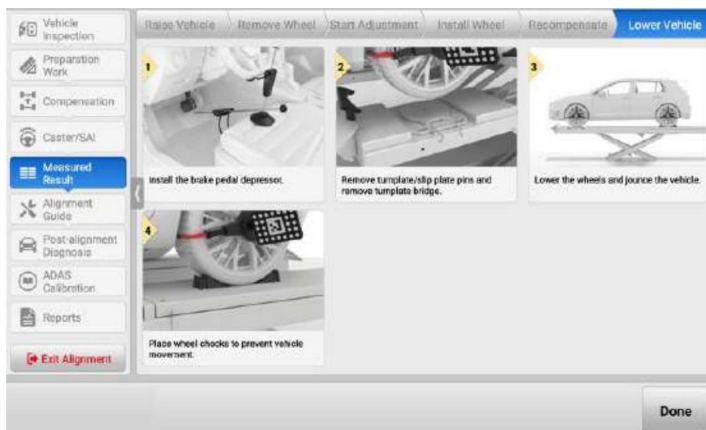 Vehicle
Inspection
Preparation
Work
Compensation
Caster/SAI
Measured
Result
Alignment
Guide
Post-alignment
Diagnosis
ADAS
Calibration
Reports
Exit Alignment
Raise Vehicle
Remove Wheel
Start Adjustment
Install Wheel
Recompensate
Lower Vehicle
1
Install the brake pedal depressor.
2
Remove turnplate/slip plate pins and
remove turnplate bridge.
3
Lower the wheels and jounce the vehicle.
4
Place wheel chocks to prevent vehicle
movement.
Done